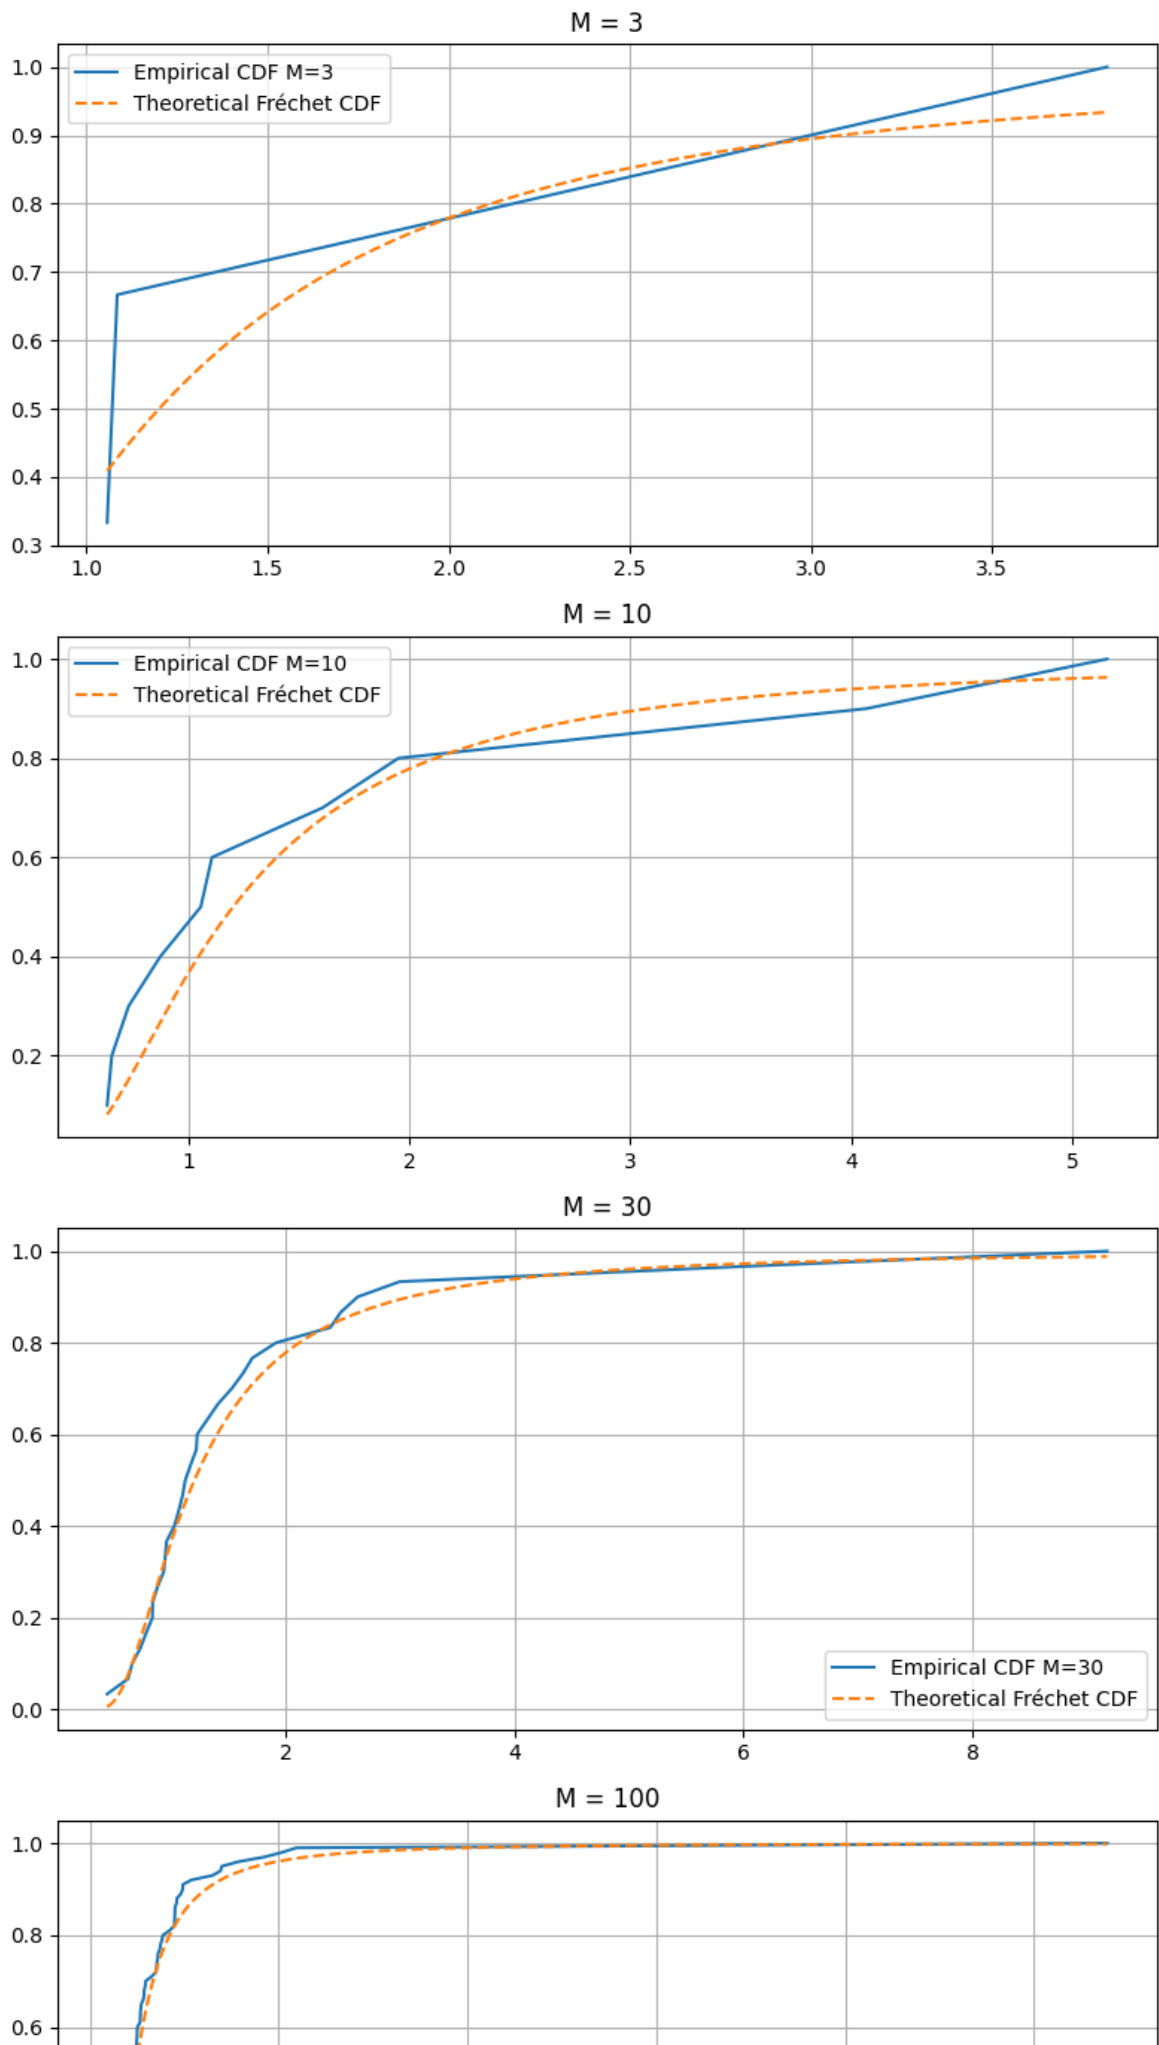 M = 3
Empirical CDF M=3
Theoretical Fréchet CDF
1.0
0.9
0.8
0.7
0.6
0.5
0.4
0.3
1.0 1.5 2.0 2.5 3.0 3.5
M = 10
Empirical CDF M=10
Theoretical Fréchet CDF
1.0
0.8
0.6
0.4
0.2
1 2 3 4 5
M = 30
1.0
0.8
0.6
0.4
0.2
0.0
Empirical CDF M=30
Theoretical Fréchet CDF
2 4 6 8
M = 100
1.0
0.8
0.6